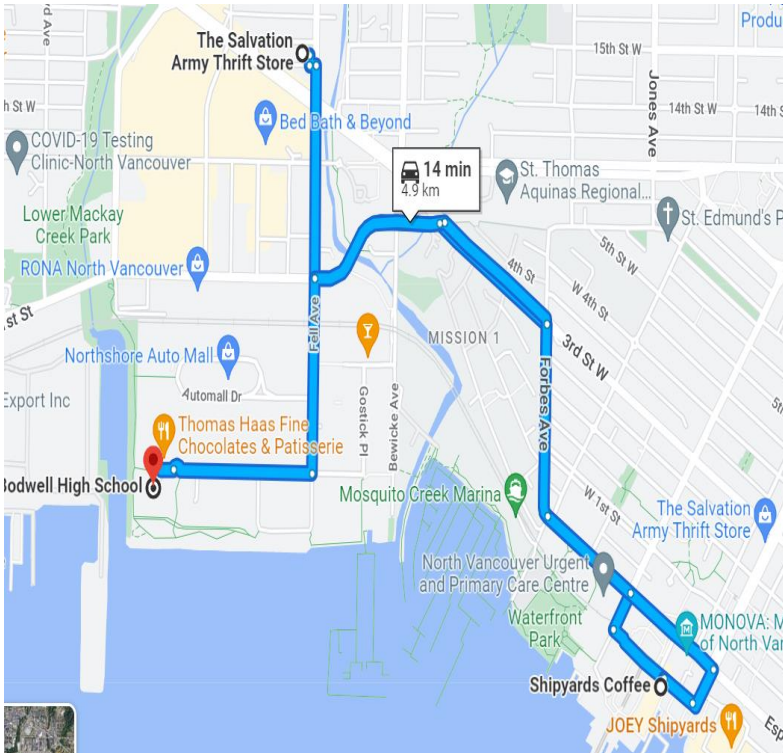 ard Ave
Produ
The Salvation
Army Thrift Store
15th St W
Jones Ave
h St W
14th St W
14th S
Bed Bath & Beyond
COVID-19 Testing
Clinic-North Vancouver
14 min
4.9 km
St. Thomas
Aquinas Regional...
Lower Mackay
Creek Park
St. Edmund's P
5th St W
RONA North Vancouver
4th St
W 4th St
1st St
Fell Ave
MISSION 1
3rd St W
Northshore Auto Mall
Forbes Ave
Export Inc
Automall Dr
Gostick Pl
Bewicke Ave
5t
Thomas Haas Fine
Chocolates & Patisserie
Bodwell High School
Mosquito Creek Marina
W 1st St
The Salvation
Army Thrift Store
North Vancouver Urgent
and Primary Care Centre
Waterfront
Park
MONOVA: M
of North Van
Shipyards Coffee
JOEY Shipyards
Esp